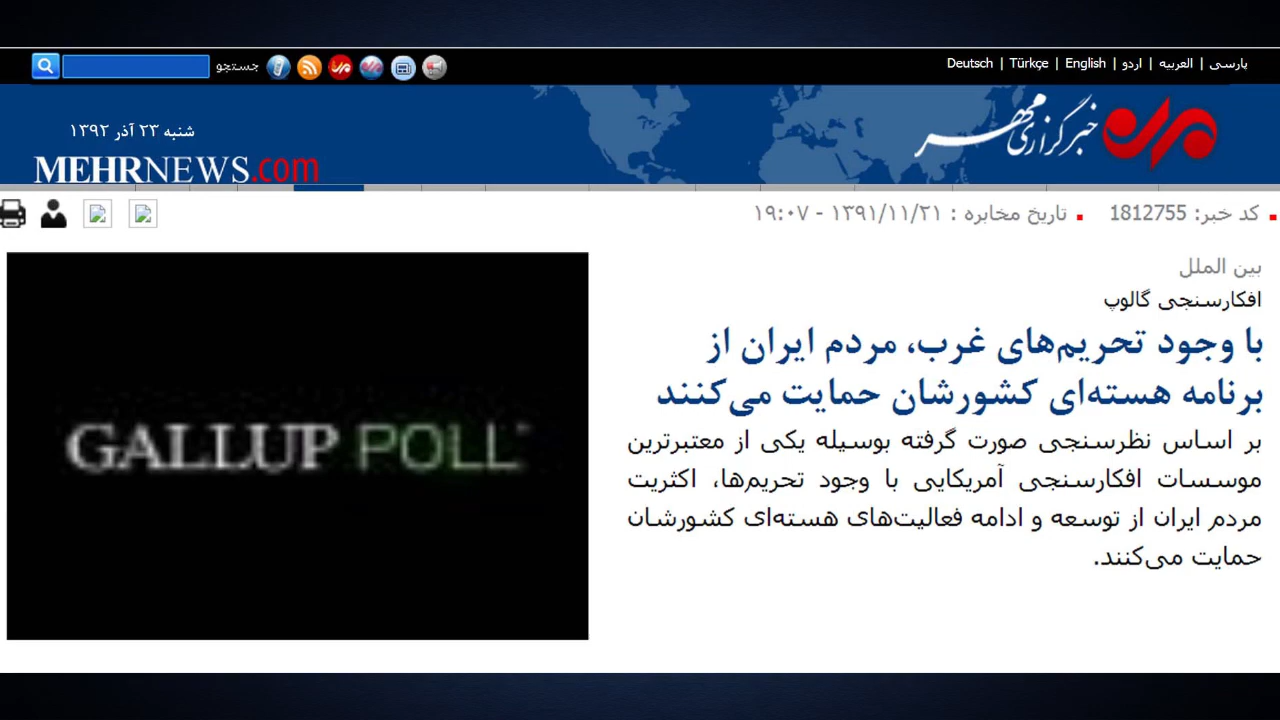 جستجو
Deutsch | Türkçe | English | اردو | العربیه | پارسی
شنبه ۲۳ آذر ۱۳۹۲
خبرگزاری مهر
MEHRNEWS.com
کد خبر: 1812755 تاریخ مخابره : ۱۳۹۱/۱۱/۲۱ - ۱۹:۰۷
بین الملل
افکارسنجی گالوپ
با وجود تحریم‌های غرب، مردم ایران از
برنامه هسته‌ای کشورشان حمایت می‌کنند
بر اساس نظرسنجی صورت گرفته بوسیله یکی از معتبرترین
موسسات افکارسنجی آمریکایی با وجود تحریم‌ها، اکثریت
مردم ایران از توسعه و ادامه فعالیت‌های هسته‌ای کشورشان
حمایت می‌کنند.
GALLUP POLL